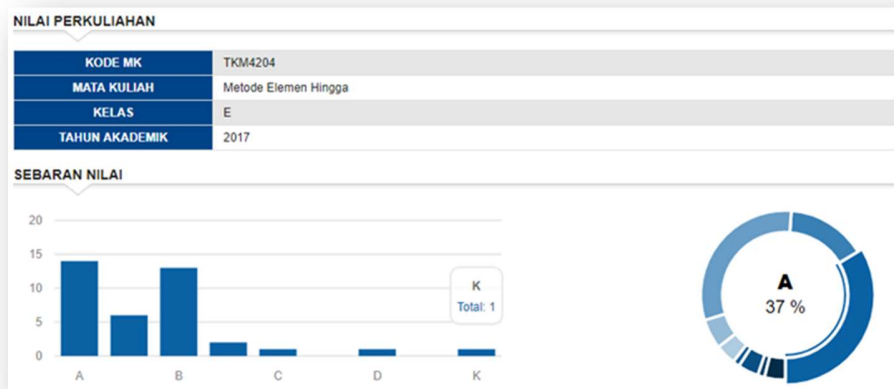 NILAI PERKULIAHAN
KODE MK TKM4204
MATA KULIAH Metode Elemen Hingga
KELAS E
TAHUN AKADEMIK 2017
SEBARAN NILAI
20
15
10
5
0
A B C D K
K
Total: 1
A
37 %